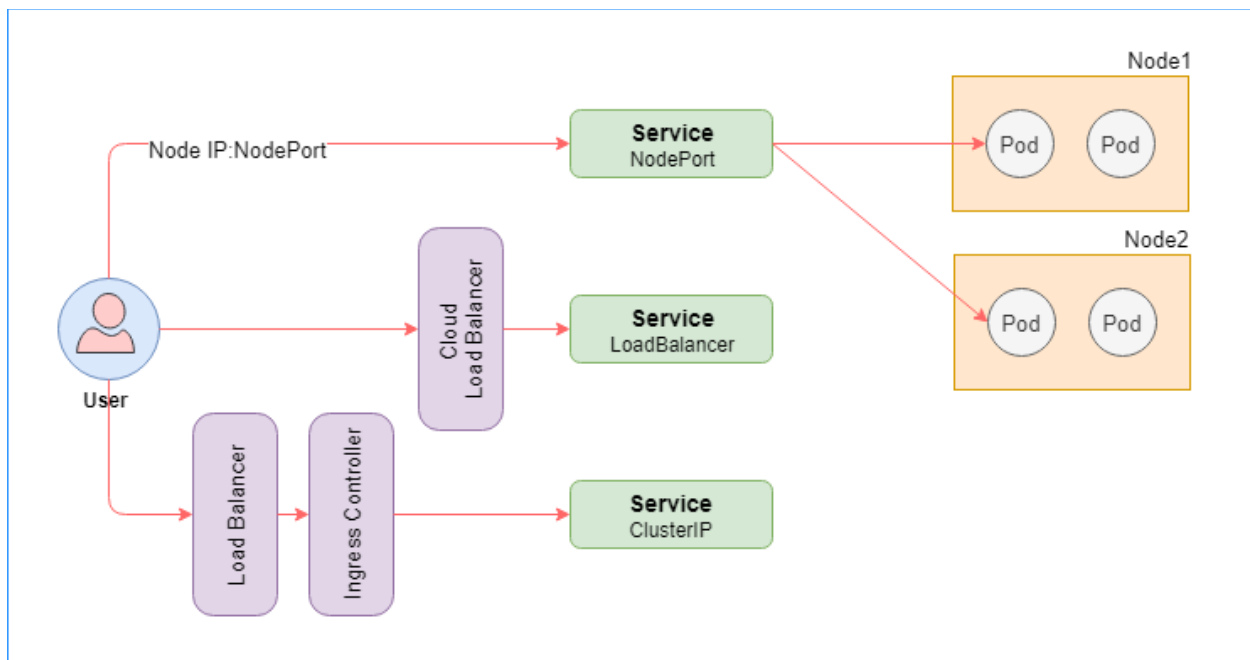 Node1
Node IP:NodePort
Service
NodePort
Pod
Pod
Node2
Cloud
Load Balancer
Service
LoadBalancer
Pod
Pod
User
Load Balancer
Ingress Controller
Service
ClusterIP